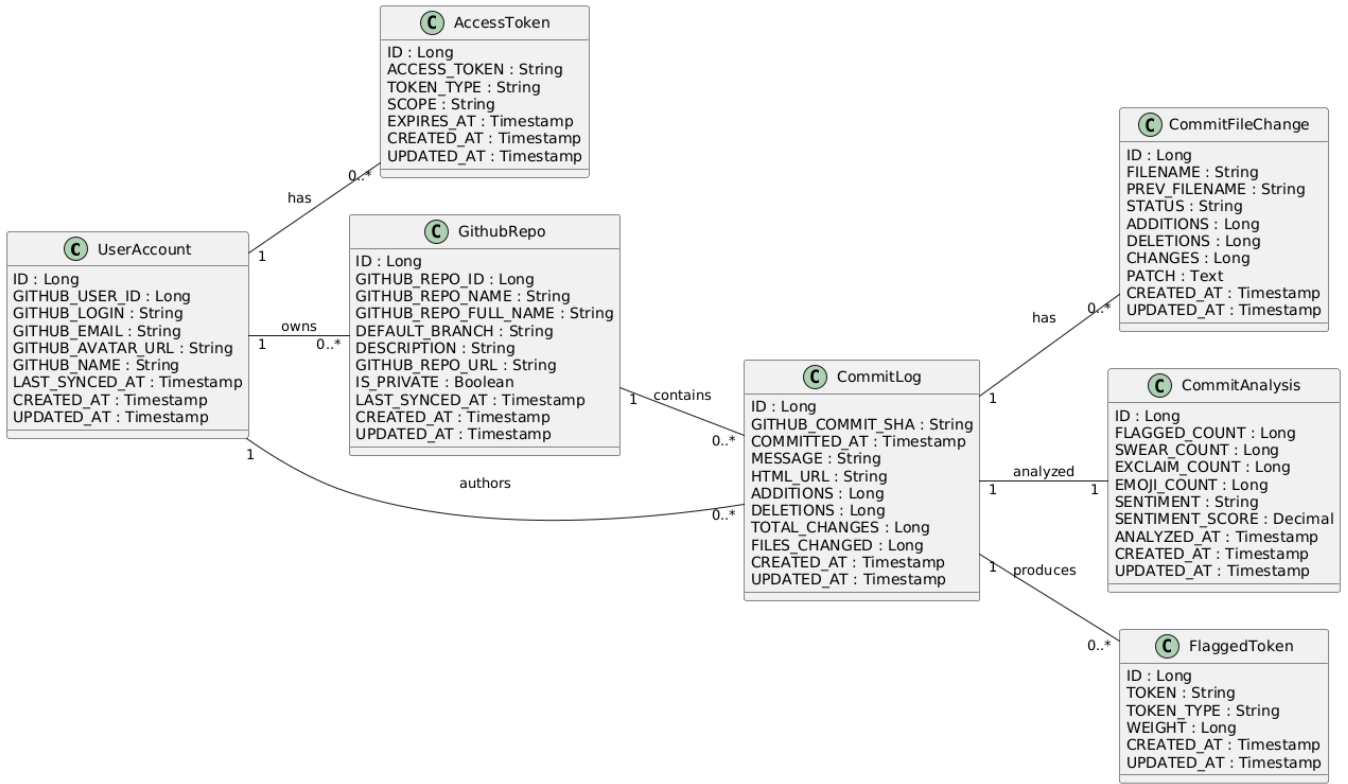 C AccessToken
ID : Long
ACCESS_TOKEN : String
TOKEN_TYPE : String
SCOPE : String
EXPIRES_AT : Timestamp
CREATED_AT : Timestamp
UPDATED_AT : Timestamp
0..*
has
1
C UserAccount
ID : Long
GITHUB_USER_ID : Long
GITHUB_LOGIN : String
GITHUB_EMAIL : String
GITHUB_AVATAR_URL : String
GITHUB_NAME : String
LAST_SYNCED_AT : Timestamp
CREATED_AT : Timestamp
UPDATED_AT : Timestamp
owns
1
0..*
C GithubRepo
ID : Long
GITHUB_REPO_ID : Long
GITHUB_REPO_NAME : String
GITHUB_REPO_FULL_NAME : String
DEFAULT_BRANCH : String
DESCRIPTION : String
GITHUB_REPO_URL : String
IS_PRIVATE : Boolean
LAST_SYNCED_AT : Timestamp
CREATED_AT : Timestamp
UPDATED_AT : Timestamp
1
contains
0..*
1
authors
0..*
C CommitLog
ID : Long
GITHUB_COMMIT_SHA : String
COMMITTED_AT : Timestamp
MESSAGE : String
HTML_URL : String
ADDITIONS : Long
DELETIONS : Long
TOTAL_CHANGES : Long
FILES_CHANGED : Long
CREATED_AT : Timestamp
UPDATED_AT : Timestamp
has
1
0..*
C CommitFileChange
ID : Long
FILENAME : String
PREV_FILENAME : String
STATUS : String
ADDITIONS : Long
DELETIONS : Long
CHANGES : Long
PATCH : Text
CREATED_AT : Timestamp
UPDATED_AT : Timestamp
analyzed
1
1
C CommitAnalysis
ID : Long
FLAGGED_COUNT : Long
SWEAR_COUNT : Long
EXCLAIM_COUNT : Long
EMOJI_COUNT : Long
SENTIMENT : String
SENTIMENT_SCORE : Decimal
ANALYZED_AT : Timestamp
CREATED_AT : Timestamp
UPDATED_AT : Timestamp
1
produces
0..*
C FlaggedToken
ID : Long
TOKEN : String
TOKEN_TYPE : String
WEIGHT : Long
CREATED_AT : Timestamp
UPDATED_AT : Timestamp